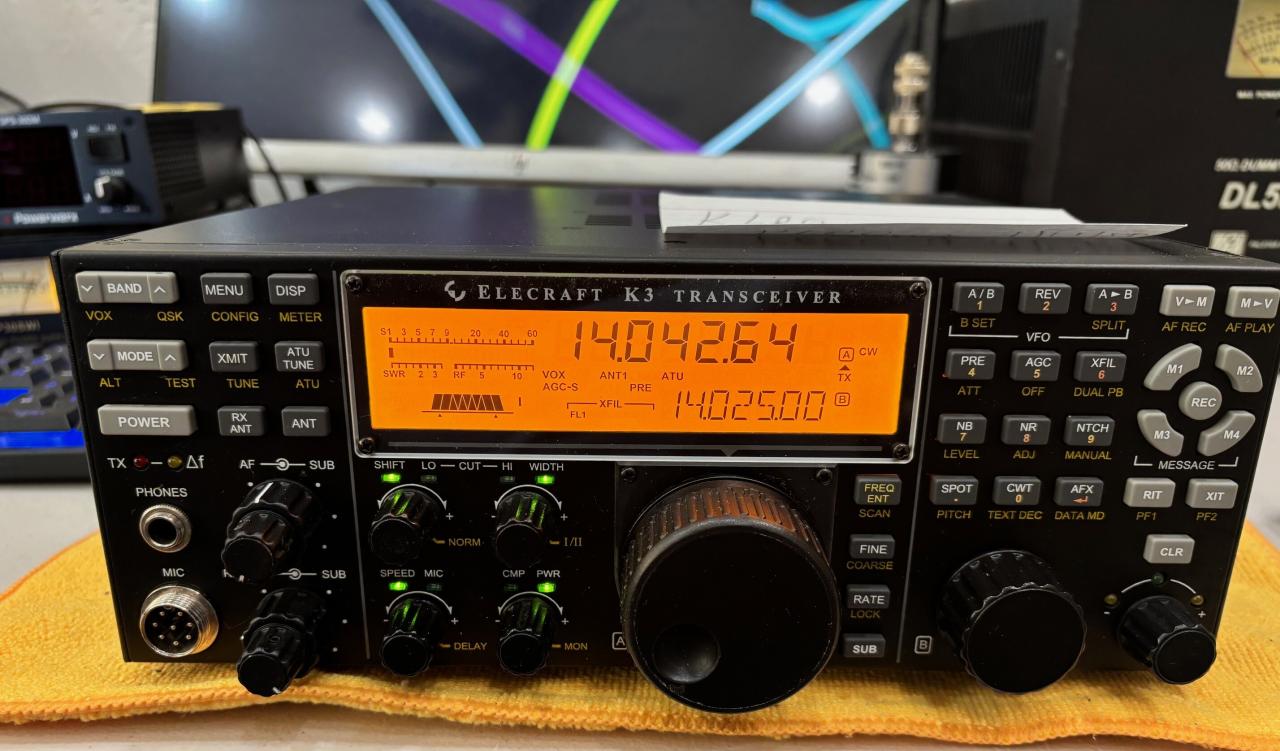 Powerwerx
50Ω DUMMY
DL5
ELECRAFT K3 TRANSCEIVER
BAND MENU DISP
VOX QSK CONFIG METER
MODE XMIT ATU TUNE
ALT TEST TUNE ATU
POWER RX ANT ANT
TX Δf AF SUB
PHONES
MIC
SUB
S1 3 5 7 9 20 40 60
14.042.64
SWR 2 3 RF 5 10
VOX ANT1 ATU
AGC-S PRE
A CW
TX
B
I XFIL
FL1
14.025.00
SHIFT LO CUT HI WIDTH
+ +
NORM I/II
SPEED MIC CMP PWR
+ +
DELAY MON
A
FREQ ENT
SCAN
FINE
COARSE
RATE
LOCK
SUB
B
A/B 1 REV 2 A►B 3
B SET SPLIT
VFO
PRE 4 AGC 5 XFIL 6
ATT OFF DUAL PB
NB 7 NR 8 NTCH 9
LEVEL ADJ MANUAL
SPOT . CWT 0 AFX
PITCH TEXT DEC DATA MD
V►M M►V
AF REC AF PLAY
M1 M2
REC
M3 M4
MESSAGE
RIT XIT
PF1 PF2
CLR
+